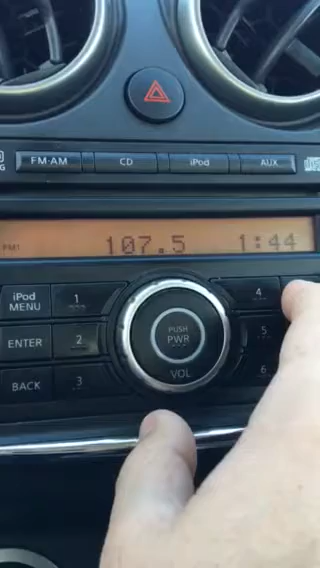 FM·AM CD iPod AUX
FM1 107.5 1:44
iPod
MENU
1
4
ENTER
2
PUSH
PWR
5
BACK
3
VOL
6